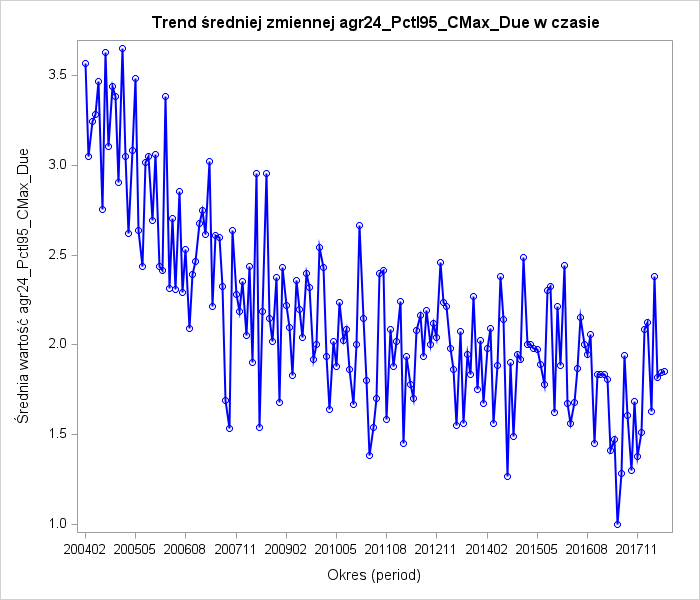 Trend średniej zmiennej agr24_Pctl95_CMax_Due w czasie
Średnia wartość agr24_Pctl95_CMax_Due
3.5
3.0
2.5
2.0
1.5
1.0
200402 200505 200608 200711 200902 201005 201108 201211 201402 201505 201608 201711
Okres (period)